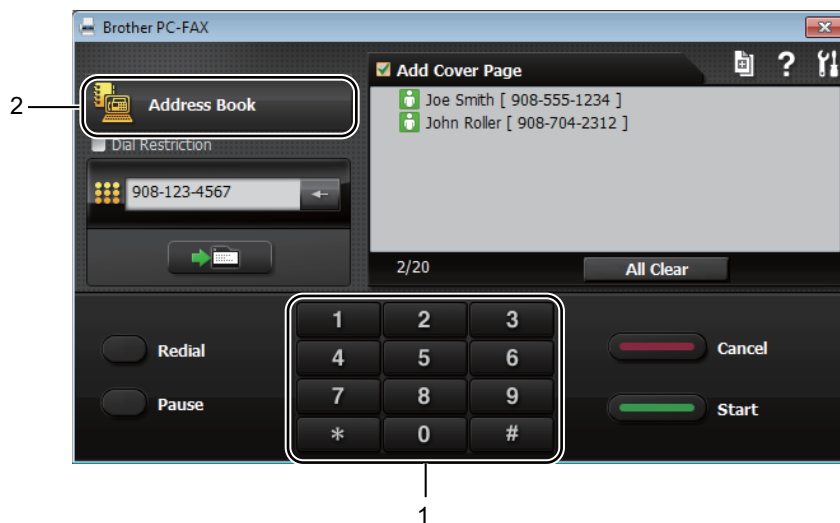 Brother PC-FAX
2
Address Book
Dial Restriction
908-123-4567
Add Cover Page
?
Joe Smith [ 908-555-1234 ]
John Roller [ 908-704-2312 ]
2/20
All Clear
Redial
Pause
1 2 3
4 5 6
7 8 9
* 0 #
Cancel
Start
1